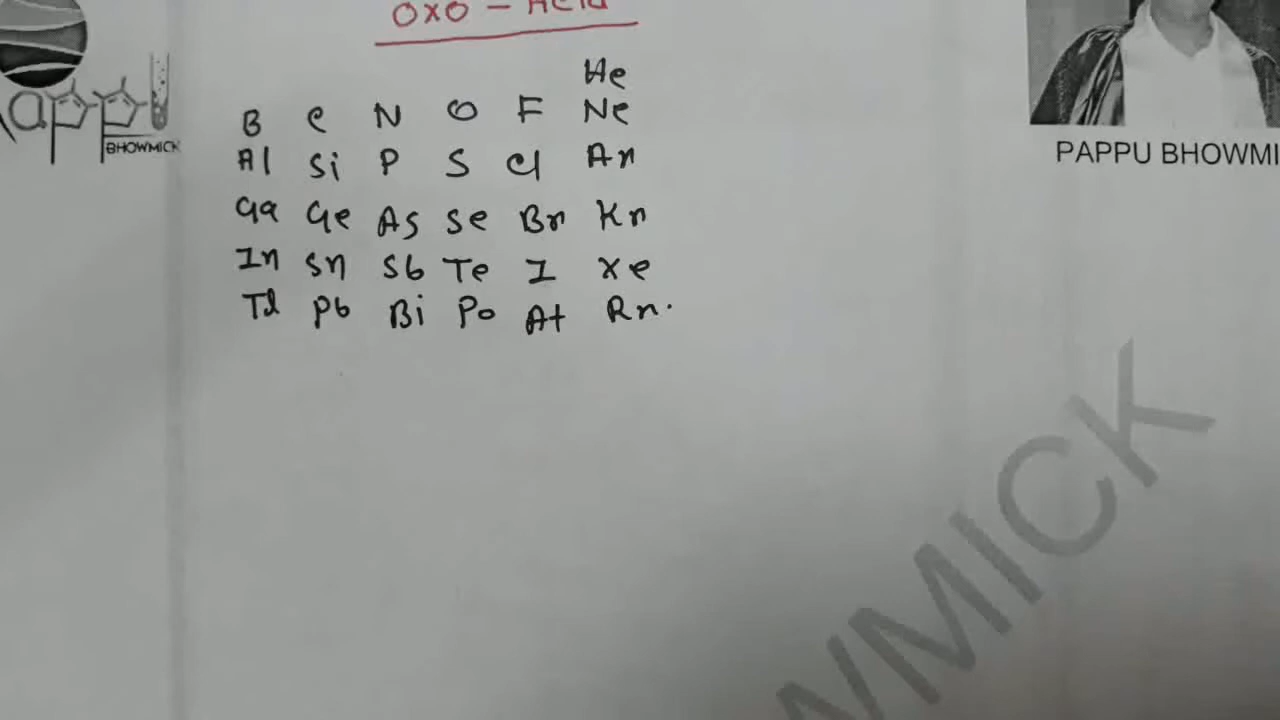 OXO - Acid
He
B C N O F Ne
Al Si P S Cl Ar
Ga Ge As Se Br Kr
In Sn Sb Te I Xe
Tl Pb Bi Po At Rn.
BHOWMICK
PAPPU BHOWMI
WMICK